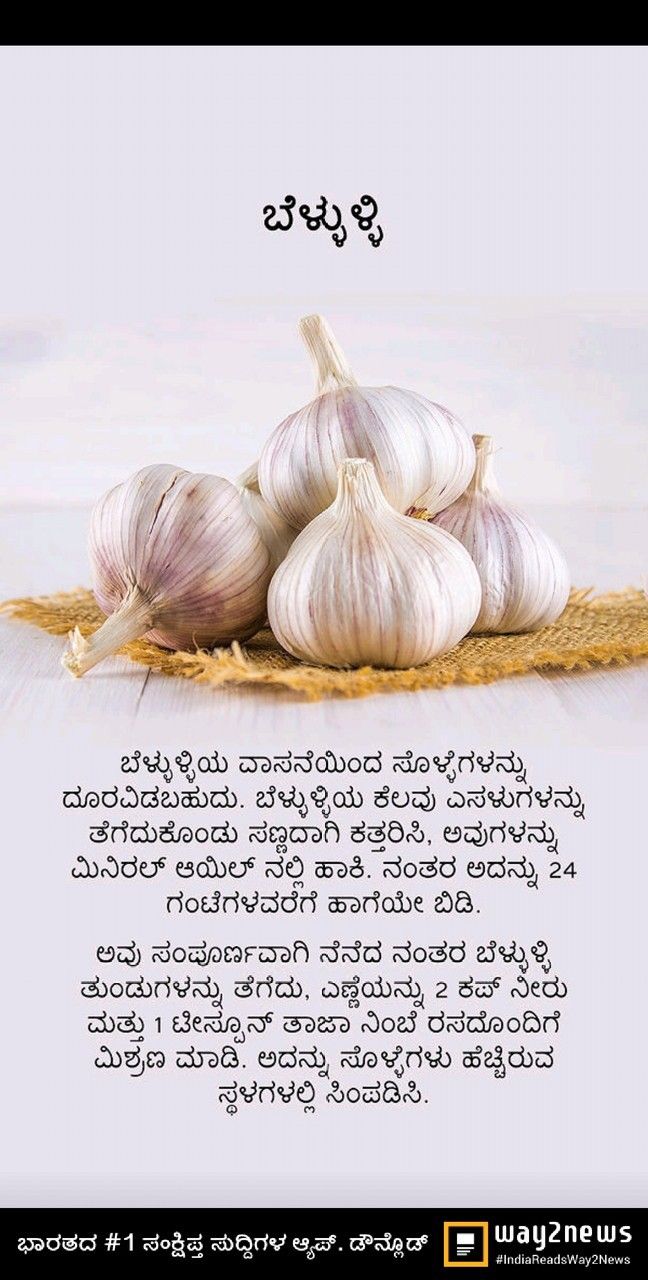 ಬೆಳ್ಳುಳ್ಳಿ
ಬೆಳ್ಳುಳ್ಳಿಯ ವಾಸನೆಯಿಂದ ಸೊಳ್ಳೆಗಳನ್ನು
ದೂರವಿಡಬಹುದು. ಬೆಳ್ಳುಳ್ಳಿಯ ಕೆಲವು ಎಸಳುಗಳನ್ನು
ತೆಗೆದುಕೊಂಡು ಸಣ್ಣದಾಗಿ ಕತ್ತರಿಸಿ, ಅವುಗಳನ್ನು
ಮಿನಿರಲ್ ಆಯಿಲ್ ನಲ್ಲಿ ಹಾಕಿ. ನಂತರ ಅದನ್ನು 24
ಗಂಟೆಗಳವರೆಗೆ ಹಾಗೆಯೇ ಬಿಡಿ.
ಅವು ಸಂಪೂರ್ಣವಾಗಿ ನೆನೆದ ನಂತರ ಬೆಳ್ಳುಳ್ಳಿ
ತುಂಡುಗಳನ್ನು ತೆಗೆದು, ಎಣ್ಣೆಯನ್ನು 2 ಕಪ್ ನೀರು
ಮತ್ತು 1 ಟೀಸ್ಪೂನ್ ತಾಜಾ ನಿಂಬೆ ರಸದೊಂದಿಗೆ
ಮಿಶ್ರಣ ಮಾಡಿ. ಅದನ್ನು ಸೊಳ್ಳೆಗಳು ಹೆಚ್ಚಿರುವ
ಸ್ಥಳಗಳಲ್ಲಿ ಸಿಂಪಡಿಸಿ.
ಭಾರತದ #1 ಸಂಕ್ಷಿಪ್ತ ಸುದ್ದಿಗಳ ಆ್ಯಪ್. ಡೌನ್ಲೊಡ್
way2news
#IndiaReadsWay2News